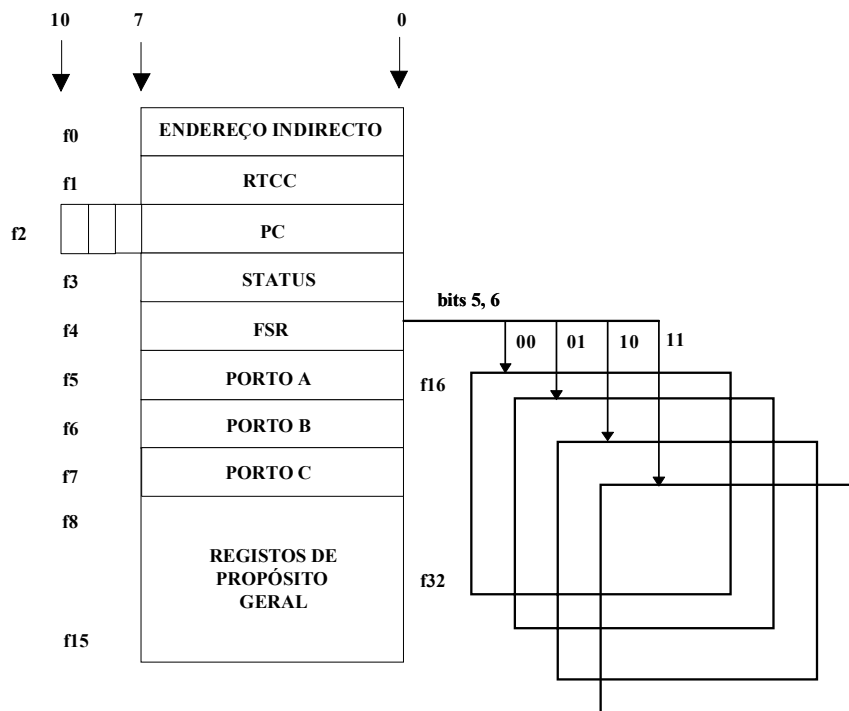 10 7 0
f0 ENDEREÇO INDIRECTO
f1 RTCC
f2 PC
f3 STATUS
bits 5, 6
f4 FSR
00 01 10 11
f5 PORTO A
f16
f6 PORTO B
f7 PORTO C
f8
REGISTOS DE
PROPÓSITO
GERAL
f32
f15